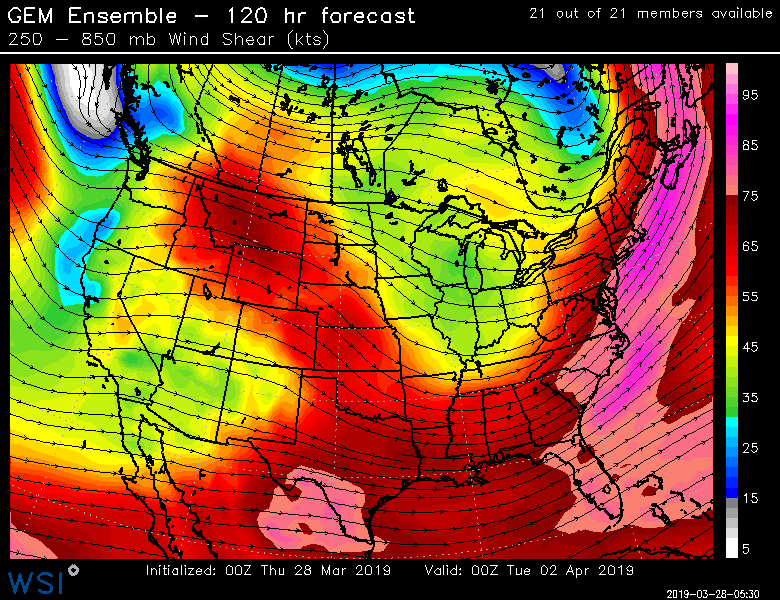 GEM Ensemble — 120 hr forecast
21 out of 21 members available
250 — 850 mb Wind Shear (kts)
95
85
75
65
55
45
35
25
15
5
Initialized: 00Z Thu 28 Mar 2019 Valid: 00Z Tue 02 Apr 2019
WSI
2019-03-28-05:30